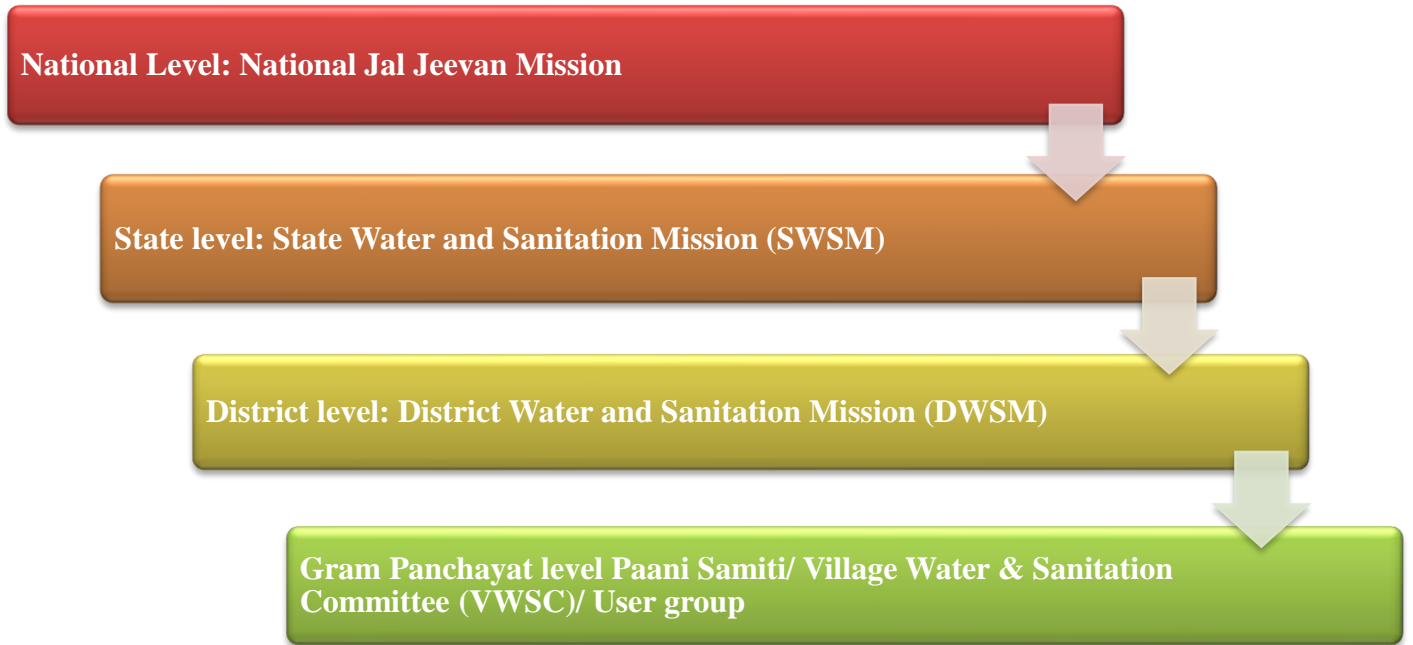 National Level: National Jal Jeevan Mission
State level: State Water and Sanitation Mission (SWSM)
District level: District Water and Sanitation Mission (DWSM)
Gram Panchayat level Paani Samiti/ Village Water & Sanitation
Committee (VWSC)/ User group